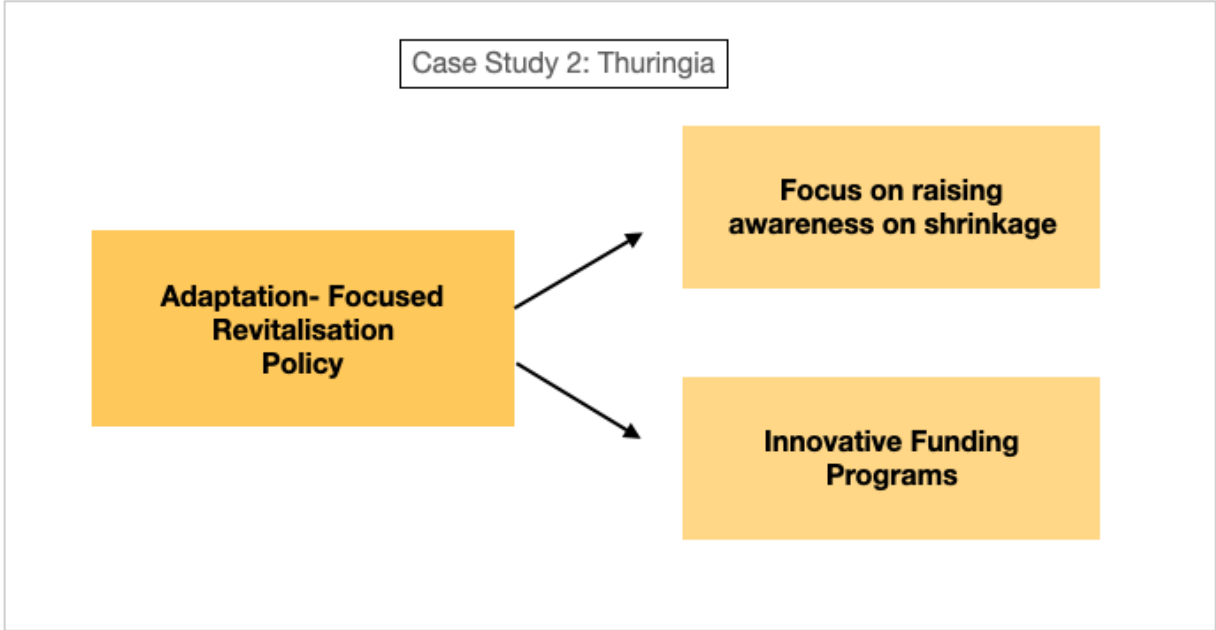 Case Study 2: Thuringia
Adaptation- Focused
Revitalisation
Policy
Focus on raising
awareness on shrinkage
Innovative Funding
Programs